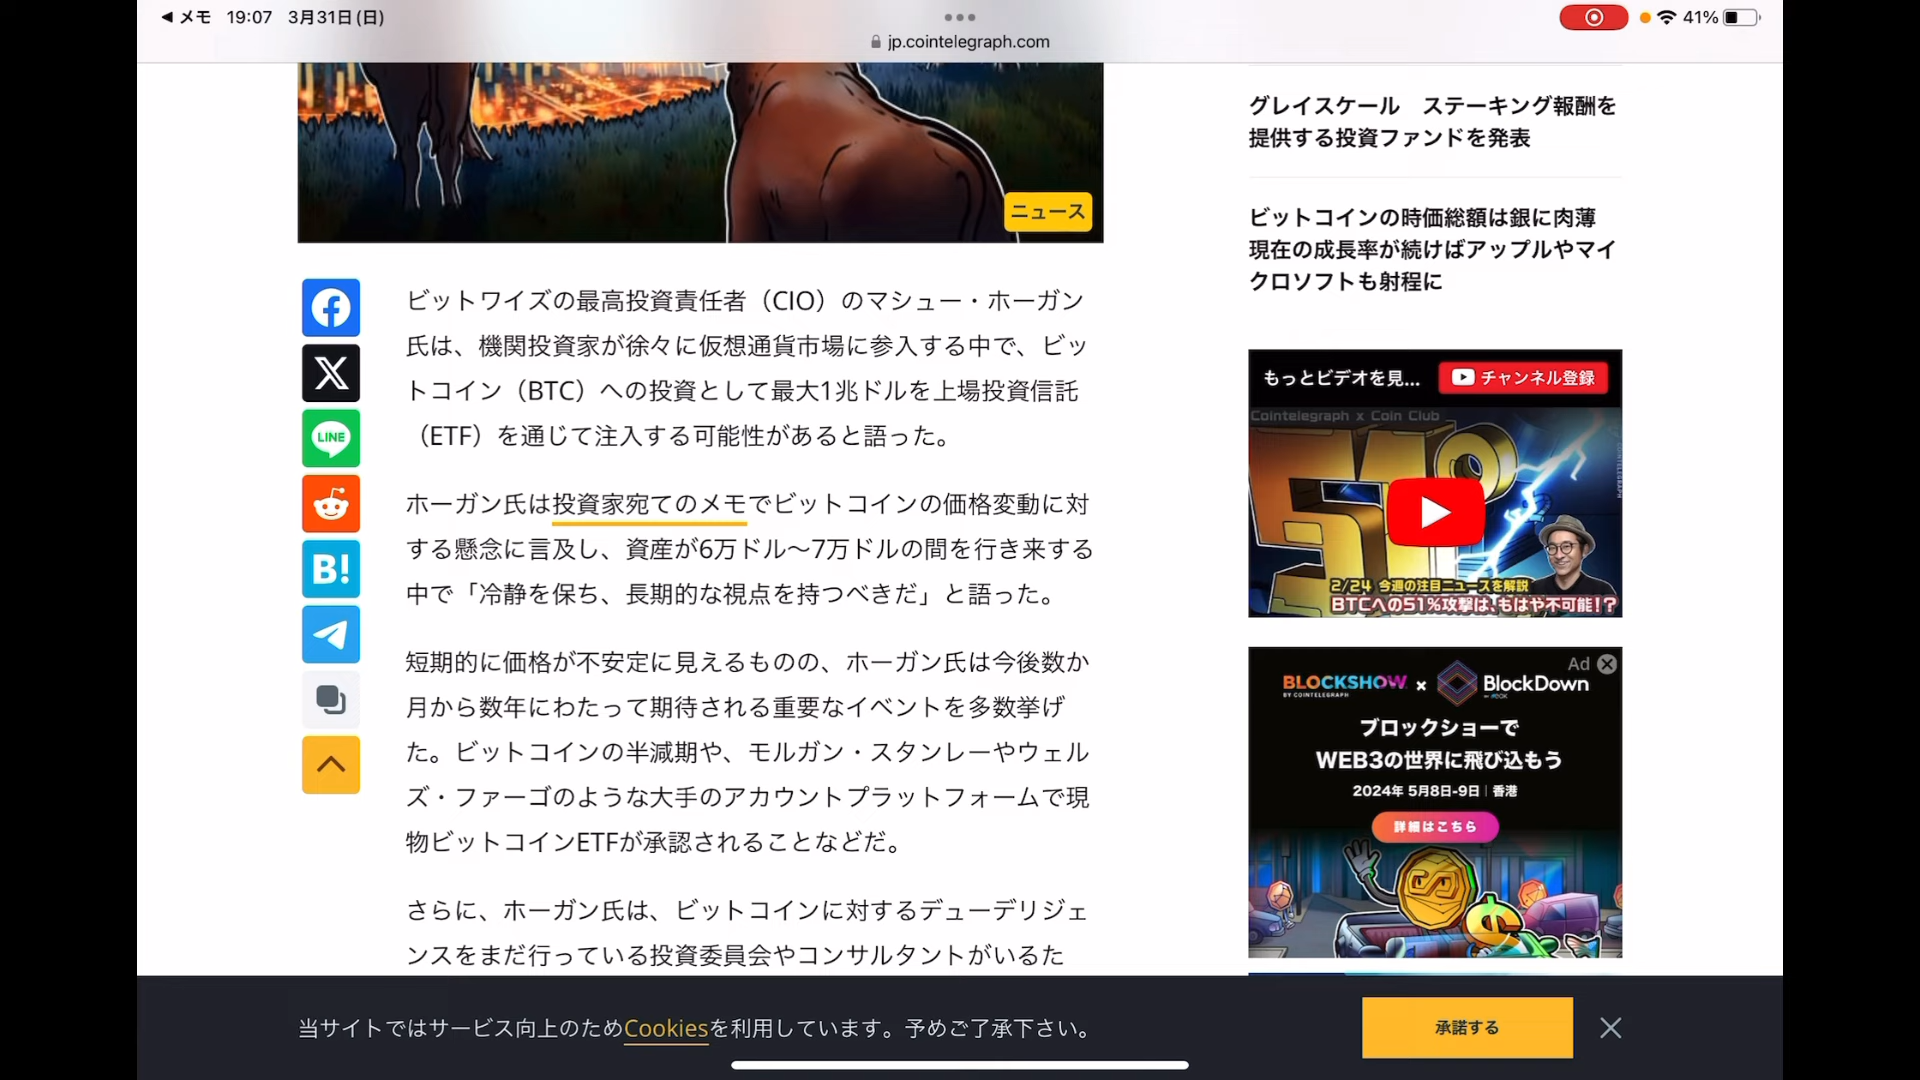 ◀ メモ 19:07 3月31日(日)
41%
jp.cointelegraph.com
ニュース
ビットワイズの最高投資責任者（CIO）のマシュー・ホーガン
氏は、機関投資家が徐々に仮想通貨市場に参入する中で、ビッ
トコイン（BTC）への投資として最大1兆ドルを上場投資信託
（ETF）を通じて注入する可能性があると語った。
ホーガン氏は投資家宛てのメモでビットコインの価格変動に対
する懸念に言及し、資産が6万ドル〜7万ドルの間を行き来する
中で「冷静を保ち、長期的な視点を持つべきだ」と語った。
短期的に価格が不安定に見えるものの、ホーガン氏は今後数か
月から数年にわたって期待される重要なイベントを多数挙げ
た。ビットコインの半減期や、モルガン・スタンレーやウェル
ズ・ファーゴのような大手のアカウントプラットフォームで現
物ビットコインETFが承認されることなどだ。
さらに、ホーガン氏は、ビットコインに対するデューデリジェ
ンスをまだ行っている投資委員会やコンサルタントがいるた
LINE
B!
グレイスケール　ステーキング報酬を
提供する投資ファンドを発表
ビットコインの時価総額は銀に肉薄
現在の成長率が続けばアップルやマイ
クロソフトも射程に
もっとビデオを見...
チャンネル登録
Cointelegraph x Coin Club
2/24 今週の注目ニュースを解説
BTCへの51%攻撃は、もはや不可能！？
Ad
BLOCKSHOW x BlockDown
BY COINTELEGRAPH
ブロックショーで
WEB3の世界に飛び込もう
2024年 5月8日-9日 | 香港
詳細はこちら
当サイトではサービス向上のためCookiesを利用しています。予めご了承下さい。
承諾する